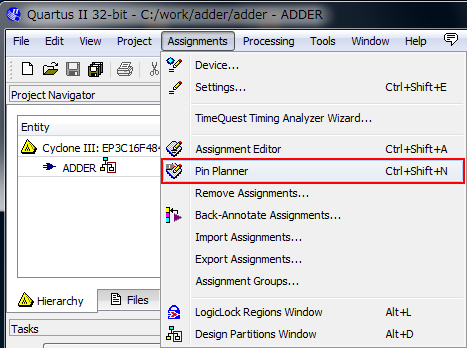 Quartus II 32-bit - C:/work/adder/adder - ADDER
File Edit View Project Assignments Processing Tools Window
Device...
Project Navigator
Settings... Ctrl+Shift+E
TimeQuest Timing Analyzer Wizard...
Entity
Cyclone III: EP3C16F484
Assignment Editor Ctrl+Shift+A
ADDER
Pin Planner Ctrl+Shift+N
Remove Assignments...
Back-Annotate Assignments...
Import Assignments...
Export Assignments...
Assignment Groups...
Hierarchy Files
LogicLock Regions Window Alt+L
Tasks
Design Partitions Window Alt+D